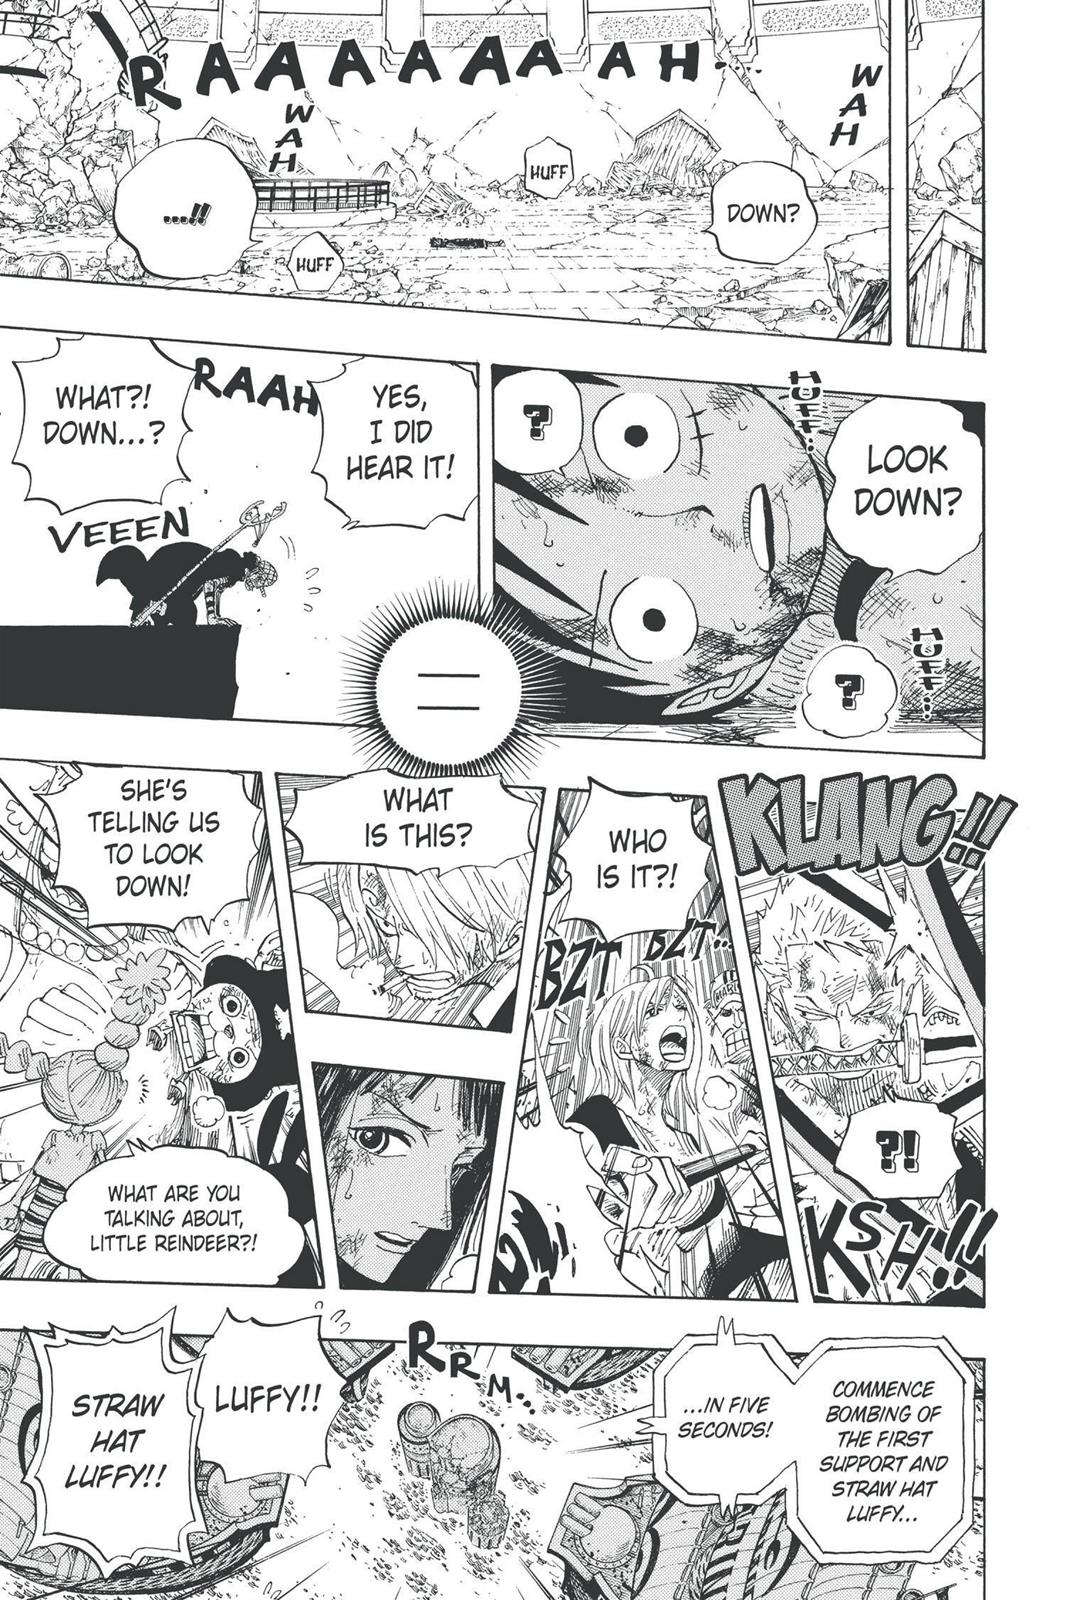 RAAAAAAAH...
WAH
WAH
DOWN?
HUFF
HUFF
....!!
LOOK
DOWN?
HUFF...
?
HUFF...
?
YES,
I DID
HEAR IT!
RAAH
WHAT?!
DOWN...?
VEEEN
KLANG!!
?!
KSH!!
WHO
IS IT?!
BZT BZT...
MARINE
WHAT
IS THIS?
SHE'S
TELLING US
TO LOOK
DOWN!
WHAT ARE YOU
TALKING ABOUT,
LITTLE REINDEER?!
COMMENCE
BOMBING OF
THE FIRST
SUPPORT AND
STRAW HAT
LUFFY...
...IN FIVE
SECONDS!
RRM...
LUFFY!!
STRAW
HAT
LUFFY!!